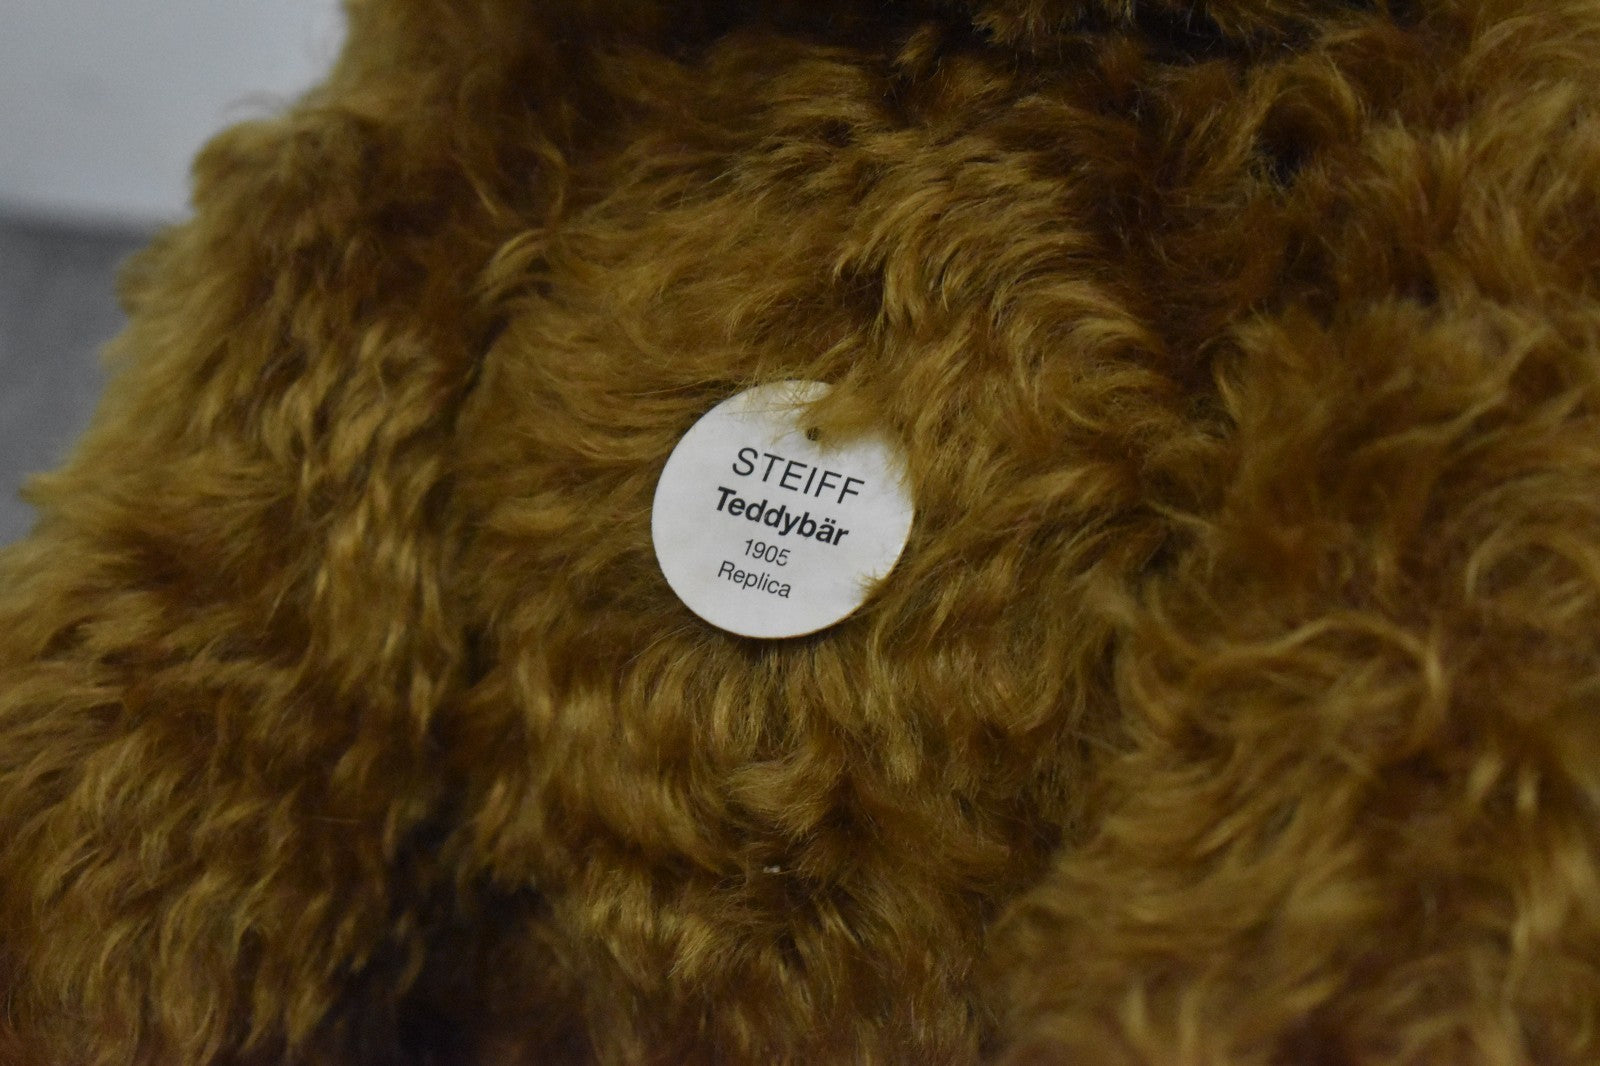 STEIFF
Teddybär
1905
Replica